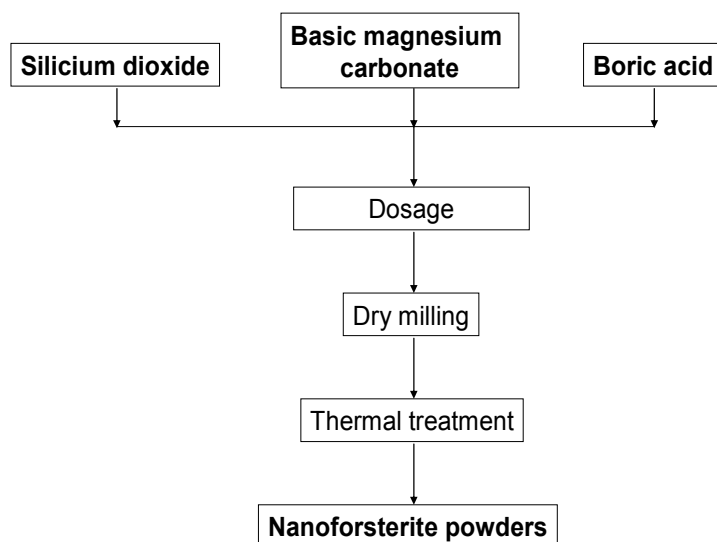 Silicium dioxide
Basic magnesium
carbonate
Boric acid
Dosage
Dry milling
Thermal treatment
Nanoforsterite powders